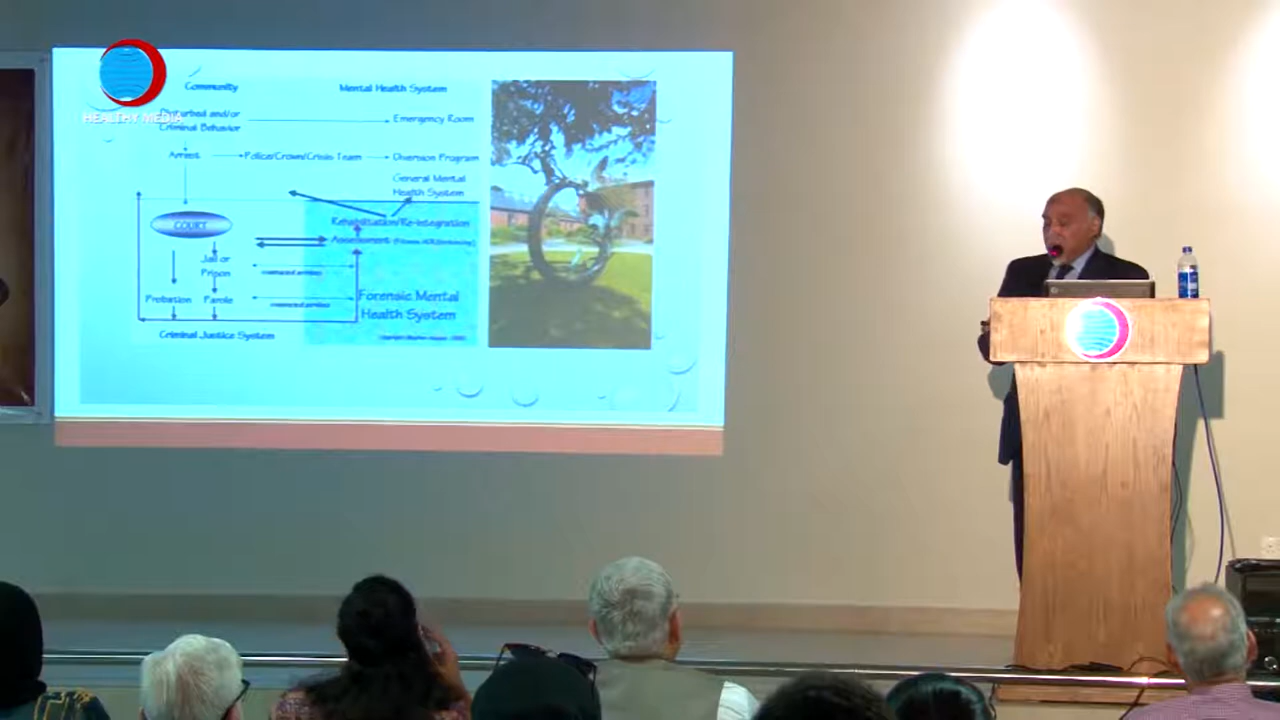 HEALTHY MEDIA
Community
Mental Health System
Disturbed and/or
Criminal Behavior
Emergency Room
Arrest
Police/Crown/Crisis Team
Diversion Program
General Mental
Health System
COURT
Rehabilitation/Re-integration
Assessment
Jail or
Prison
Probation
Parole
Forensic Mental
Health System
Criminal Justice System